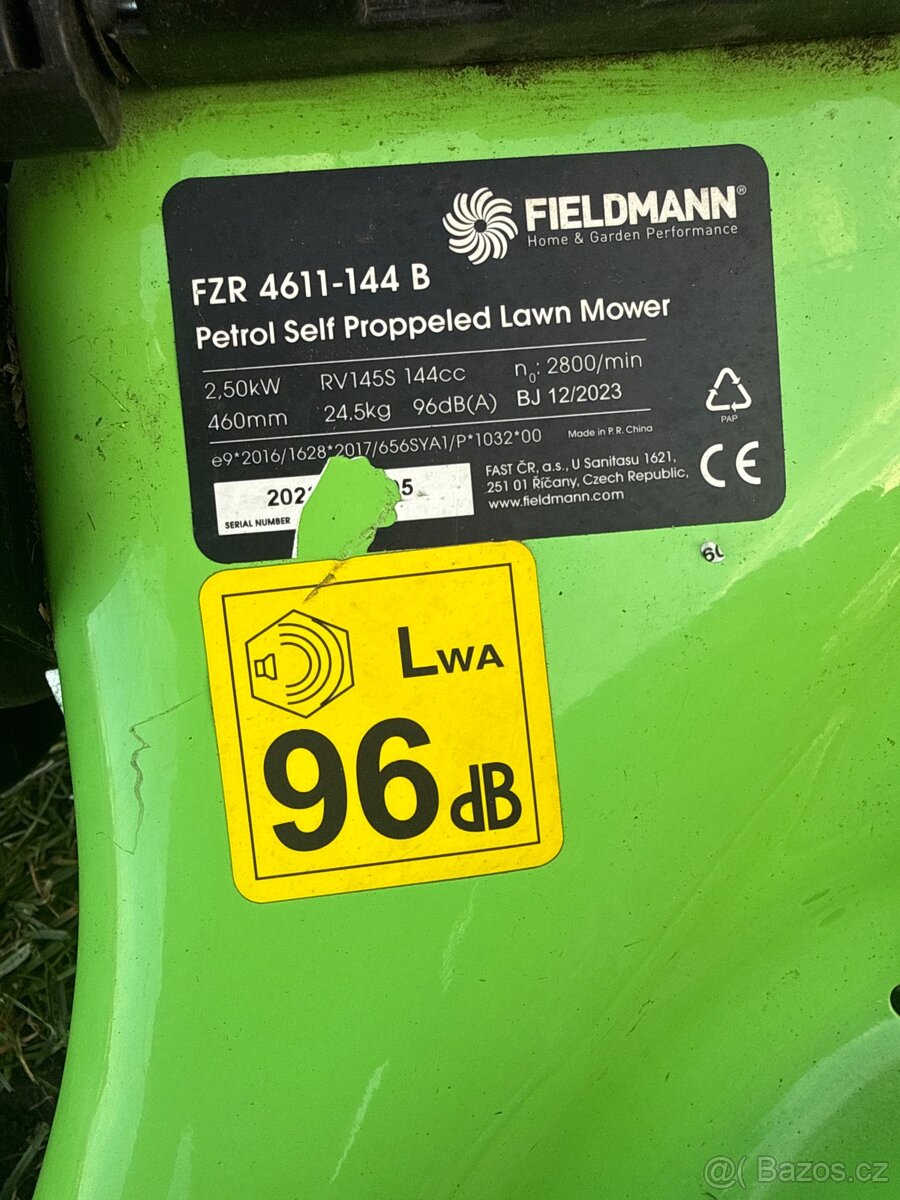 FIELDMANN®
Home & Garden Performance
FZR 4611-144 B
Petrol Self Proppeled Lawn Mower
2,50kW RV145S 144cc n0: 2800/min
460mm 24.5kg 96dB(A) BJ 12/2023
e9*2016/1628*2017/656SYA1/P*1032*00 Made in P.R. China
PAP
FAST ČR, a.s., U Sanitasu 1621,
251 01 Říčany, Czech Republic,
www.fieldmann.com
CE
SERIAL NUMBER
LWA
96 dB
@( Bazos.cz